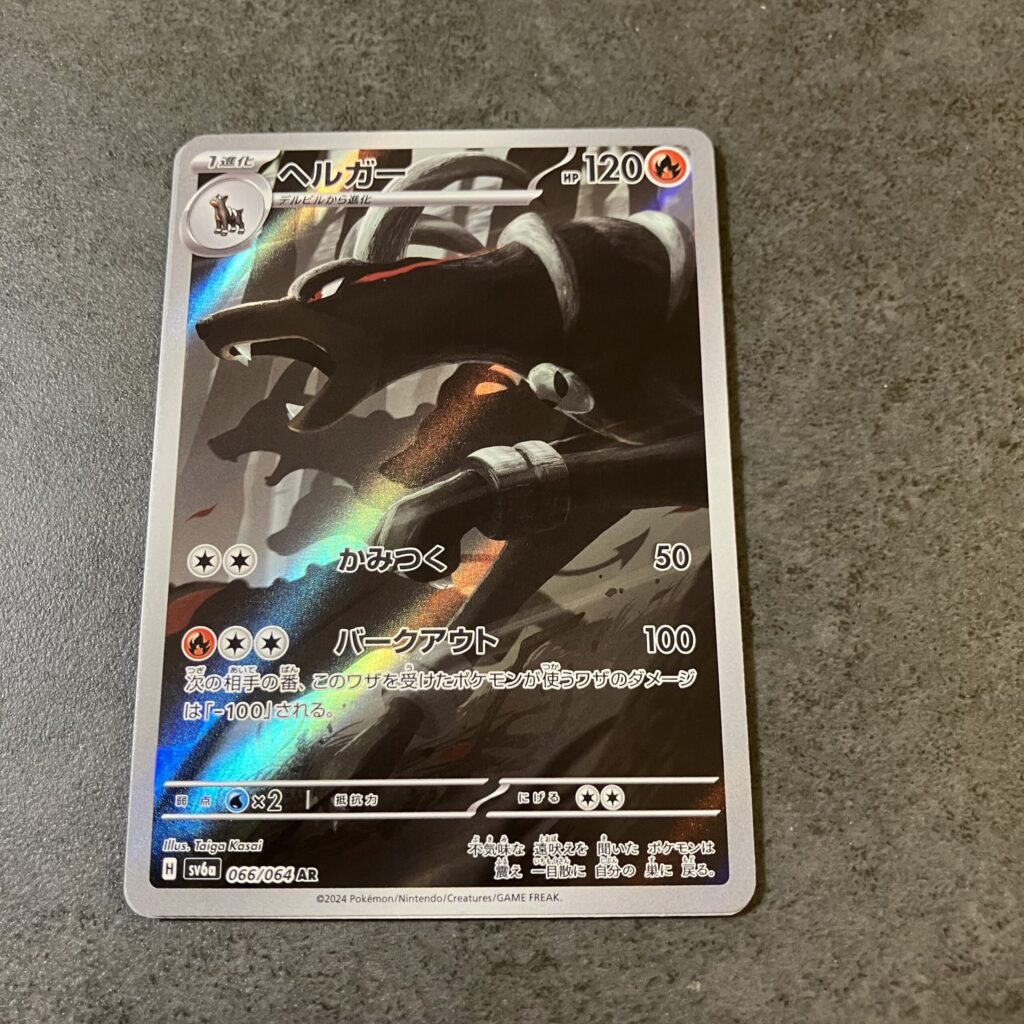 1進化 ヘルガー HP120
デルビルから進化
かみつく 50
バークアウト 100
次の相手の番、このワザを受けたポケモンが使うワザのダメージ
は「-100」される。
弱点 ×2 抵抗力 にげる
Illus. Taiga Kasai
不気味な 遠吠えを 聞いた ポケモンは
震え 一目散に 自分の 巣に 戻る。
H sv6a 066/064 AR
©2024 Pokémon/Nintendo/Creatures/GAME FREAK.